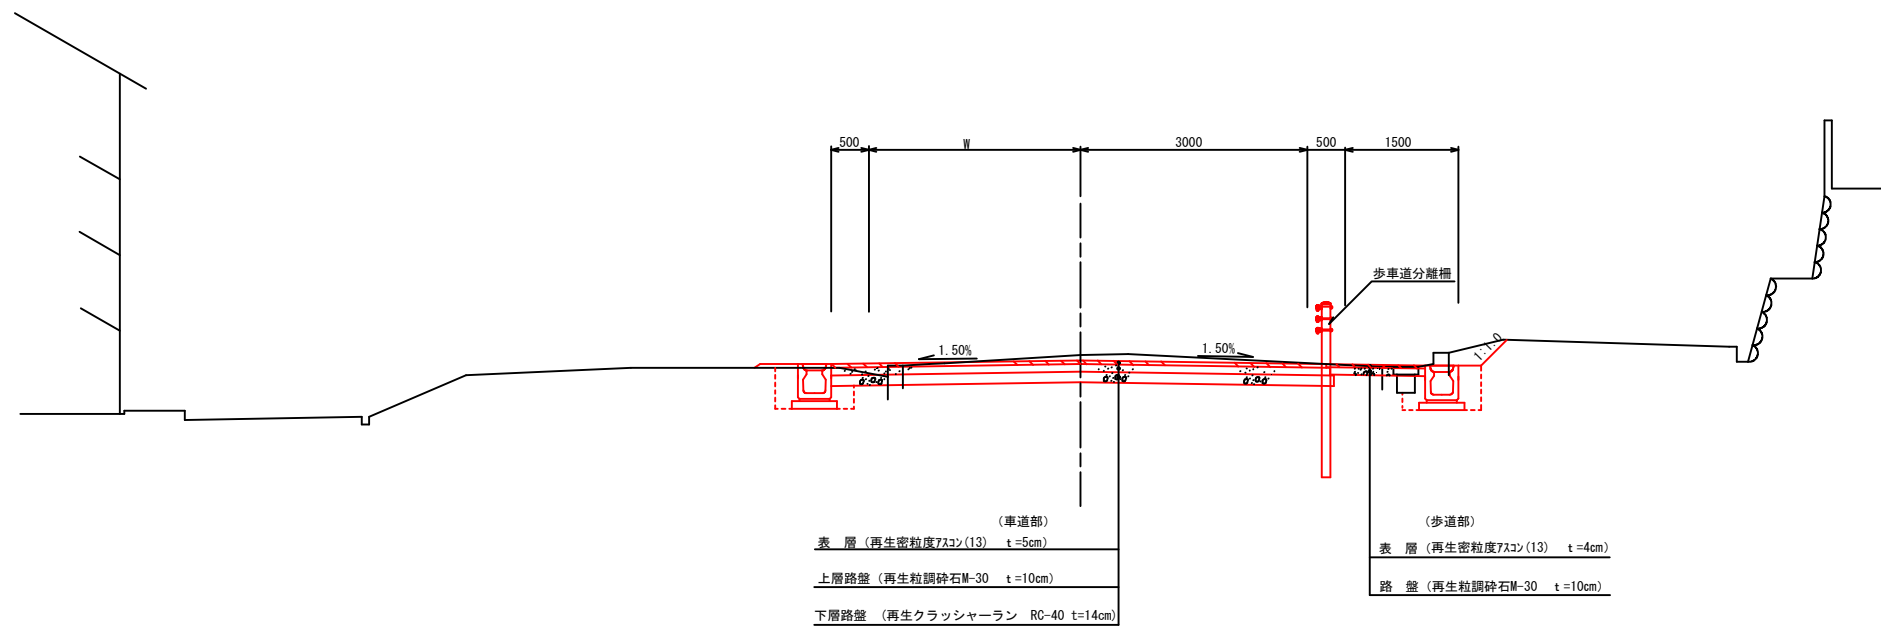 500
W
3000
500
1500
歩車道分離柵
1.50%
1.50%
1:1.0
（車道部）
表　層（再生密粒度ｱｽｺﾝ(13)　t=5cm）
上層路盤（再生粒調砕石M-30　t=10cm）
下層路盤　（再生クラッシャーラン　RC-40 t=14cm）
（歩道部）
表　層（再生密粒度ｱｽｺﾝ(13)　t=4cm）
路　盤（再生粒調砕石M-30　t=10cm）